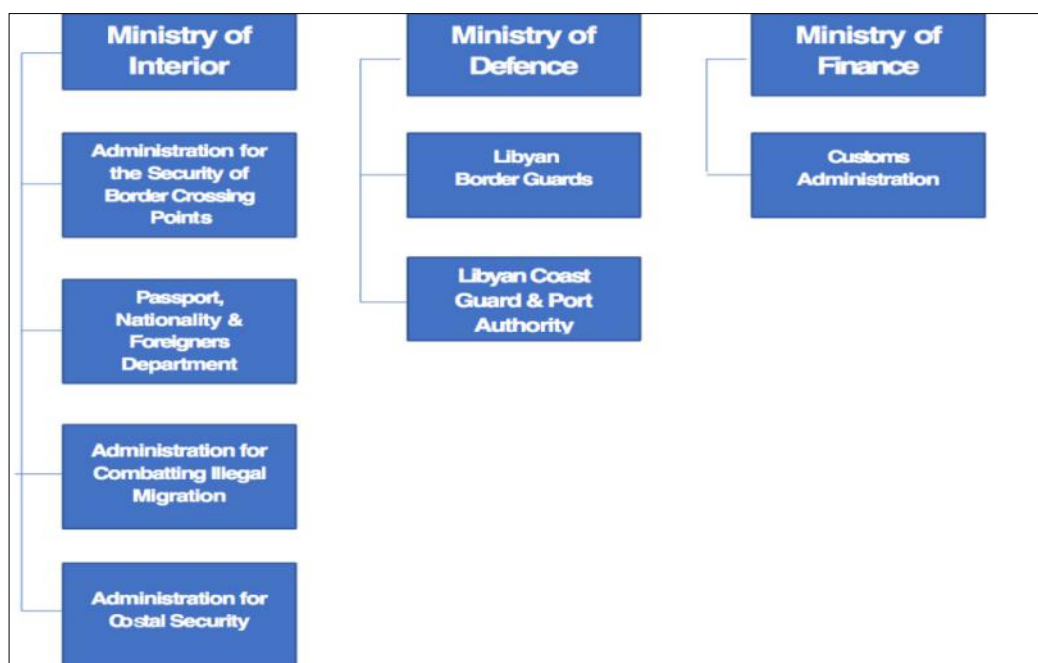 Ministry of
Interior
Administration for
the Security of
Border Crossing
Points
Passport,
Nationality &
Foreigners
Department
Administration for
Combatting Illegal
Migration
Administration for
Costal Security
Ministry of
Defence
Libyan
Border Guards
Libyan Coast
Guard & Port
Authority
Ministry of
Finance
Customs
Administration